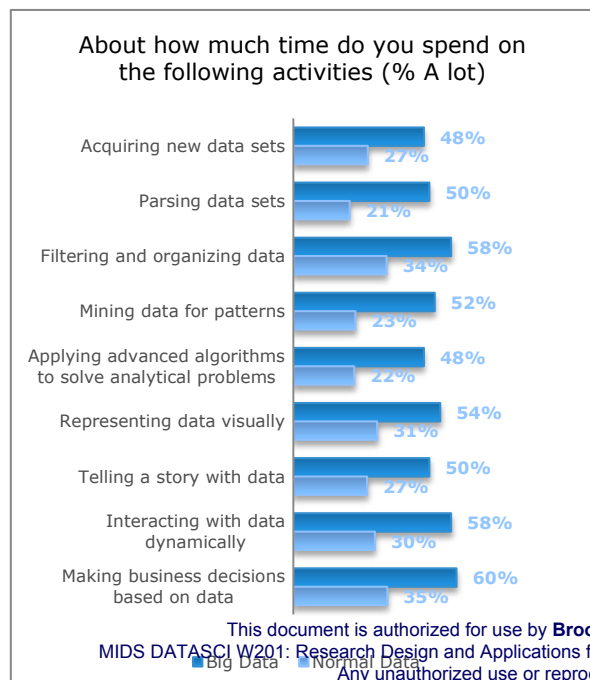 About how much time do you spend on
the following activities (% A lot)
Acquiring new data sets
48%
27%
Parsing data sets
50%
21%
Filtering and organizing data
58%
34%
Mining data for patterns
52%
23%
Applying advanced algorithms
to solve analytical problems
48%
22%
Representing data visually
54%
31%
Telling a story with data
50%
27%
Interacting with data
dynamically
58%
30%
Making business decisions
based on data
60%
35%
This document is authorized for use by Broc
MIDS DATASCI W201: Research Design and Applications f
Big Data Normal Data
Any unauthorized use or reproc